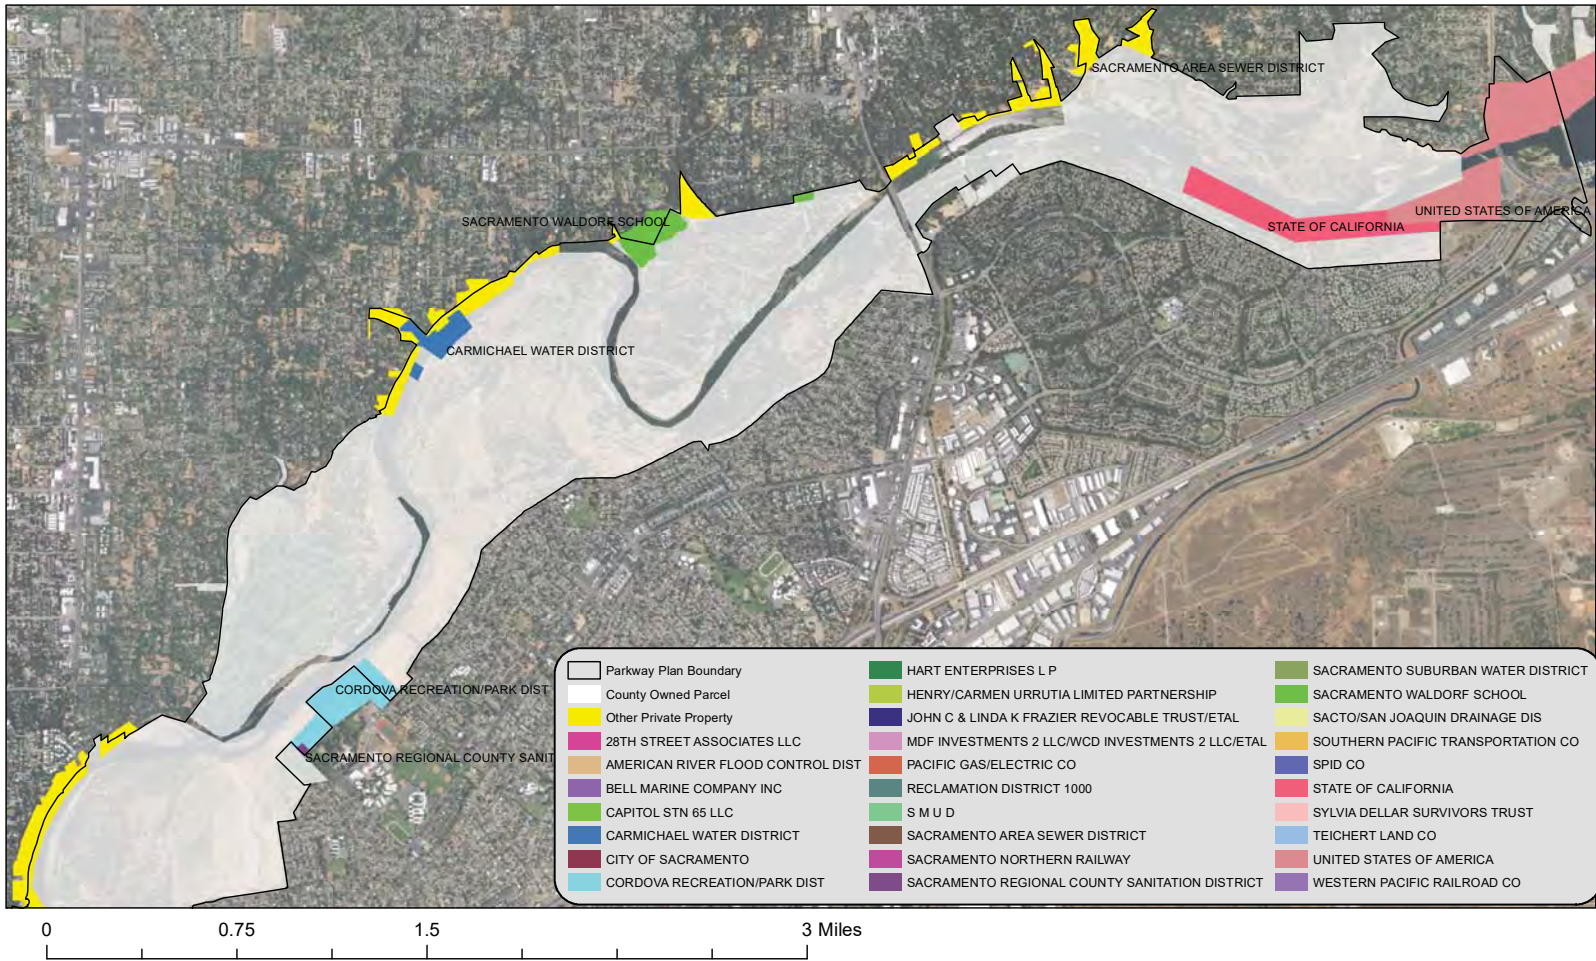 SACRAMENTO AREA SEWER DISTRICT
SACRAMENTO WALDORF SCHOOL
UNITED STATES OF AMERICA
STATE OF CALIFORNIA
CARMICHAEL WATER DISTRICT
CORDOVA RECREATION/PARK DIST
SACRAMENTO REGIONAL COUNTY SANIT
Parkway Plan Boundary
County Owned Parcel
Other Private Property
28TH STREET ASSOCIATES LLC
AMERICAN RIVER FLOOD CONTROL DIST
BELL MARINE COMPANY INC
CAPITOL STN 65 LLC
CARMICHAEL WATER DISTRICT
CITY OF SACRAMENTO
CORDOVA RECREATION/PARK DIST
HART ENTERPRISES L P
HENRY/CARMEN URRUTIA LIMITED PARTNERSHIP
JOHN C & LINDA K FRAZIER REVOCABLE TRUST/ETAL
MDF INVESTMENTS 2 LLC/WCD INVESTMENTS 2 LLC/ETAL
PACIFIC GAS/ELECTRIC CO
RECLAMATION DISTRICT 1000
S M U D
SACRAMENTO AREA SEWER DISTRICT
SACRAMENTO NORTHERN RAILWAY
SACRAMENTO REGIONAL COUNTY SANITATION DISTRICT
SACRAMENTO SUBURBAN WATER DISTRICT
SACRAMENTO WALDORF SCHOOL
SACTO/SAN JOAQUIN DRAINAGE DIS
SOUTHERN PACIFIC TRANSPORTATION CO
SPID CO
STATE OF CALIFORNIA
SYLVIA DELLAR SURVIVORS TRUST
TEICHERT LAND CO
UNITED STATES OF AMERICA
WESTERN PACIFIC RAILROAD CO
0 0.75 1.5 3 Miles